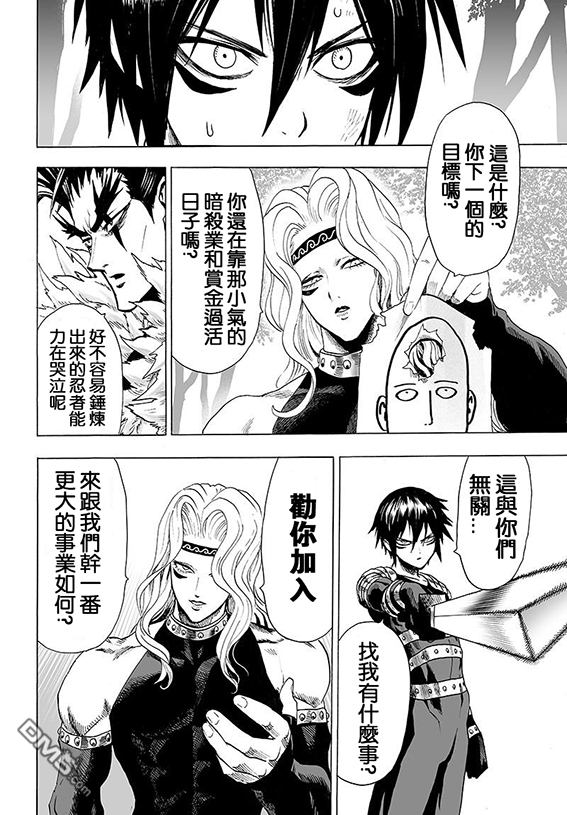 這是什麼?
你下一個的
目標嗎?
你還在靠那小氣的
暗殺業和賞金過活
日子嗎?
好不容易錘煉
出來的忍者能
力在哭泣呢
這與你們
無關…
找我有什麼事?
勸你加入
來跟我們幹一番
更大的事業如何?
DM5.com